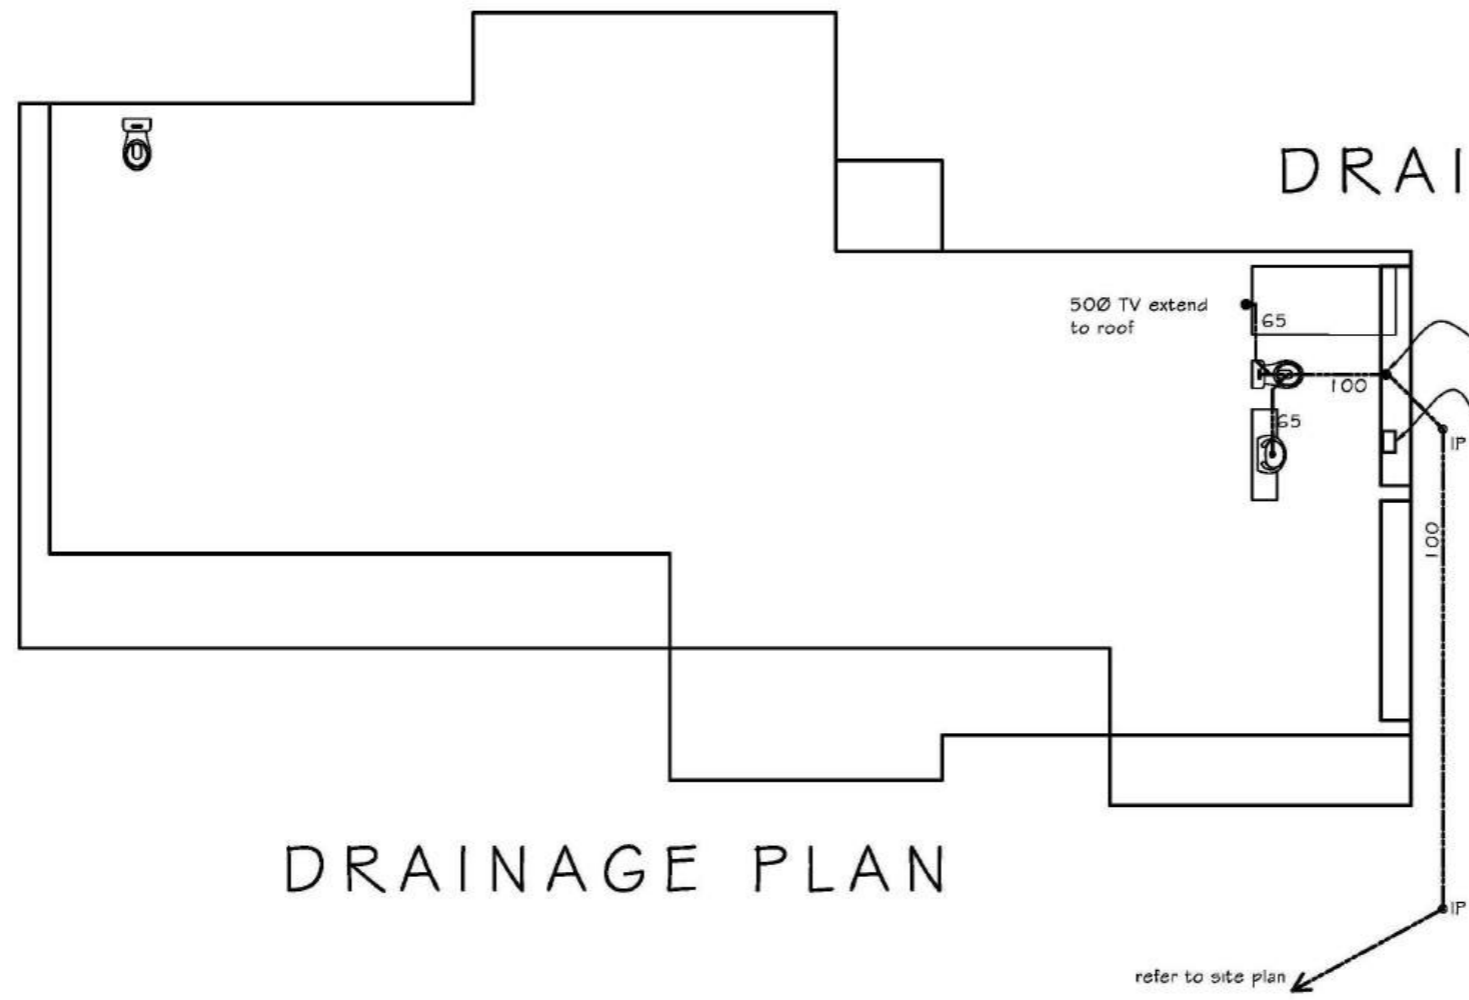 DRAI
50Ø TV extend
to roof
65
100
65
IP
100
DRAINAGE PLAN
IP
refer to site plan